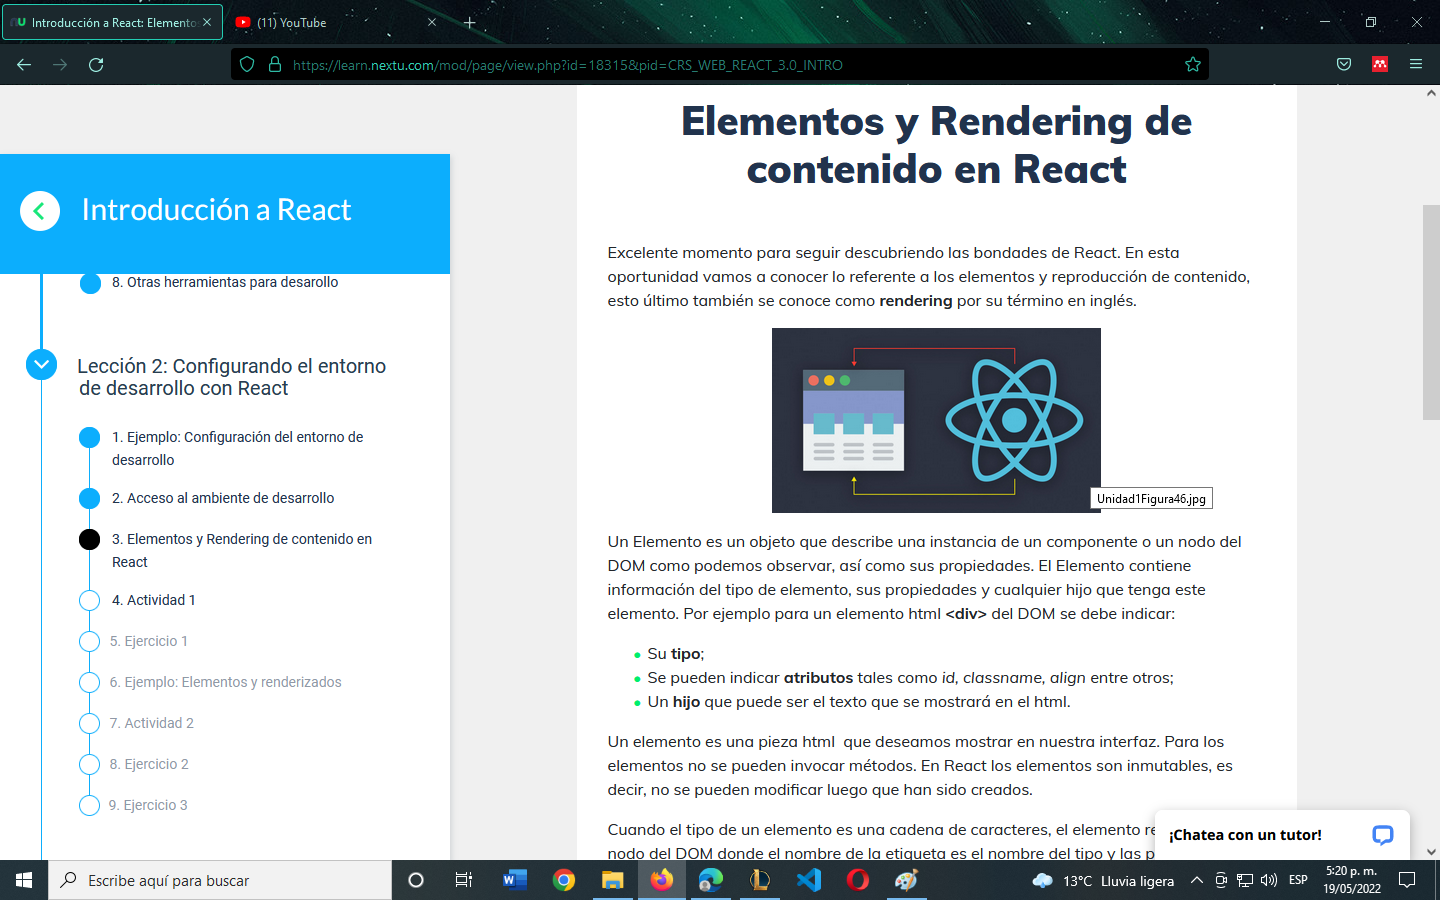 Introducción a React: Elementos
(11) YouTube
https://learn.nextu.com/mod/page/view.php?id=18315&pid=CRS_WEB_REACT_3.0_INTRO
Introducción a React
8. Otras herramientas para desarollo
Lección 2: Configurando el entorno
de desarrollo con React
1. Ejemplo: Configuración del entorno de
desarrollo
2. Acceso al ambiente de desarrollo
3. Elementos y Rendering de contenido en
React
4. Actividad 1
5. Ejercicio 1
6. Ejemplo: Elementos y renderizados
7. Actividad 2
8. Ejercicio 2
9. Ejercicio 3
Elementos y Rendering de
contenido en React
Excelente momento para seguir descubriendo las bondades de React. En esta
oportunidad vamos a conocer lo referente a los elementos y reproducción de contenido,
esto último también se conoce como rendering por su término en inglés.
Unidad1Figura46.jpg
Un Elemento es un objeto que describe una instancia de un componente o un nodo del
DOM como podemos observar, así como sus propiedades. El Elemento contiene
información del tipo de elemento, sus propiedades y cualquier hijo que tenga este
elemento. Por ejemplo para un elemento html <div> del DOM se debe indicar:
• Su tipo;
• Se pueden indicar atributos tales como id, classname, align entre otros;
• Un hijo que puede ser el texto que se mostrará en el html.
Un elemento es una pieza html que deseamos mostrar en nuestra interfaz. Para los
elementos no se pueden invocar métodos. En React los elementos son inmutables, es
decir, no se pueden modificar luego que han sido creados.
Cuando el tipo de un elemento es una cadena de caracteres, el elemento
nodo del DOM donde el nombre de la etiqueta es el nombre del tipo y las
¡Chatea con un tutor!
Escribe aquí para buscar
13°C Lluvia ligera
ESP
5:20 p. m.
19/05/2022